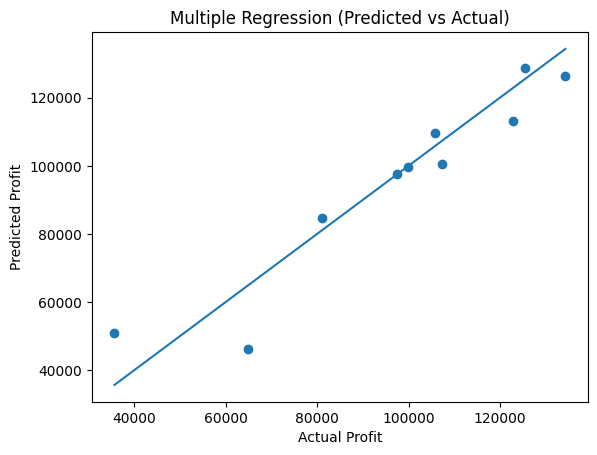 Multiple Regression (Predicted vs Actual)
120000
100000
80000
60000
40000
Predicted Profit
40000 60000 80000 100000 120000
Actual Profit